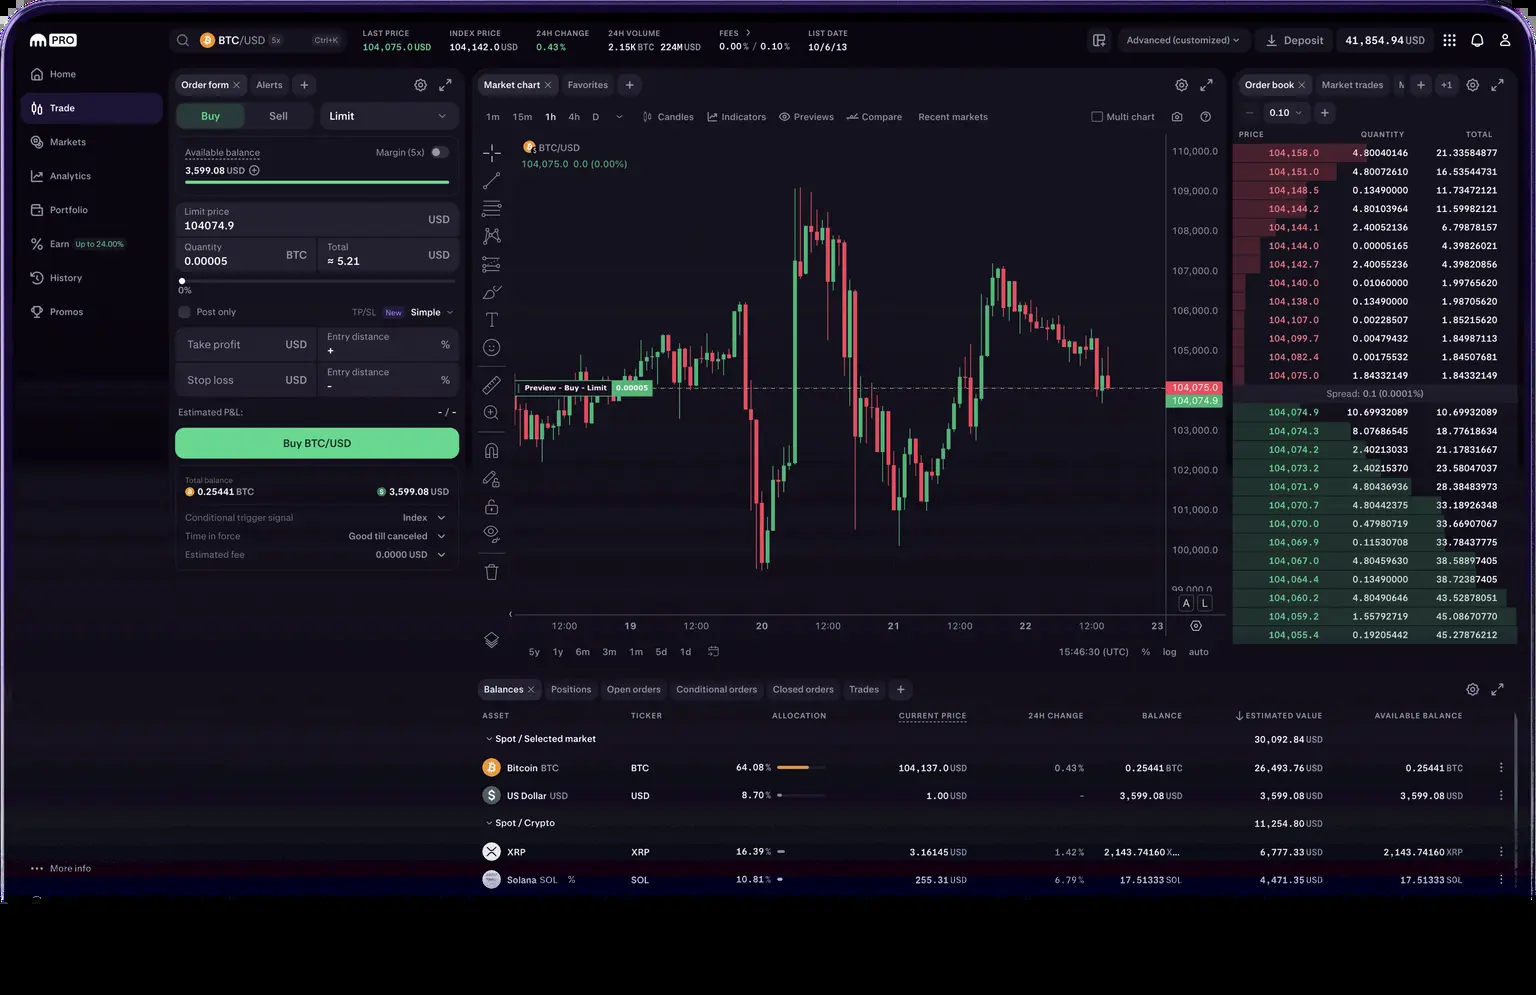 PRO
BTC/USD 5x Ctrl+K
LAST PRICE
104,075.0 USD
INDEX PRICE
104,142.0 USD
24H CHANGE
0.43%
24H VOLUME
2.15K BTC 224M USD
FEES
0.00% / 0.10%
LIST DATE
10/6/13
Advanced (customized)
Deposit
41,854.94 USD
Home
Trade
Markets
Analytics
Portfolio
Earn Up to 24.00%
History
Promos
More info
Order form Alerts
Buy Sell Limit
Available balance Margin (5x)
3,599.08 USD
Limit price
104074.9 USD
Quantity
0.00005 BTC
Total
≈ 5.21 USD
0%
Post only TP/SL New Simple
Take profit USD
Entry distance
+ %
Stop loss USD
Entry distance
- %
Estimated P&L: - / -
Buy BTC/USD
Total balance
0.25441 BTC 3,599.08 USD
Conditional trigger signal Index
Time in force Good till canceled
Estimated fee 0.0000 USD
Market chart Favorites
1m 15m 1h 4h D Candles Indicators Previews Compare Recent markets Multi chart
BTC/USD
104,075.0 0.0 (0.00%)
Preview - Buy - Limit 0.00005
110,000.0
109,000.0
108,000.0
107,000.0
106,000.0
105,000.0
104,075.0
104,074.9
103,000.0
102,000.0
101,000.0
100,000.0
99,000.0
A L
12:00 19 12:00 20 12:00 21 12:00 22 12:00 23
5y 1y 6m 3m 1m 5d 1d 15:46:30 (UTC) % log auto
Order book Market trades M +1
0.10
PRICE QUANTITY TOTAL
104,158.0 4.80040146 21.33584877
104,151.0 4.80072610 16.53544731
104,148.5 0.13490000 11.73472121
104,144.2 4.80103964 11.59982121
104,144.1 2.40052136 6.79878157
104,144.0 0.00005165 4.39826021
104,142.7 2.40055236 4.39820856
104,140.0 0.01060000 1.99765620
104,138.0 0.13490000 1.98705620
104,107.0 0.00228507 1.85215620
104,099.7 0.00479432 1.84987113
104,082.4 0.00175532 1.84507681
104,075.0 1.84332149 1.84332149
Spread: 0.1 (0.0001%)
104,074.9 10.69932089 10.69932089
104,074.3 8.07686545 18.77618634
104,074.2 2.40213033 21.17831667
104,073.2 2.40215370 23.58047037
104,071.9 4.80436936 28.38483973
104,070.7 4.80442375 33.18926348
104,070.0 0.47980719 33.66907067
104,069.9 0.11530708 33.78437775
104,067.0 4.80459630 38.58897405
104,064.4 0.13490000 38.72387405
104,060.2 4.80490646 43.52878051
104,059.2 1.55792719 45.08670770
104,055.4 0.19205442 45.27876212
Balances Positions Open orders Conditional orders Closed orders Trades
ASSET TICKER ALLOCATION CURRENT PRICE 24H CHANGE BALANCE ESTIMATED VALUE AVAILABLE BALANCE
Spot / Selected market 30,092.84 USD
Bitcoin BTC BTC 64.08% 104,137.0 USD 0.43% 0.25441 BTC 26,493.76 USD 0.25441 BTC
US Dollar USD USD 8.70% 1.00 USD - 3,599.08 USD 3,599.08 USD 3,599.08 USD
Spot / Crypto 11,254.80 USD
XRP XRP 16.39% 3.16145 USD 1.42% 2,143.74160 X... 6,777.33 USD 2,143.74160 XRP
Solana SOL % SOL 10.81% 255.31 USD 6.79% 17.51333 SOL 4,471.35 USD 17.51333 SOL